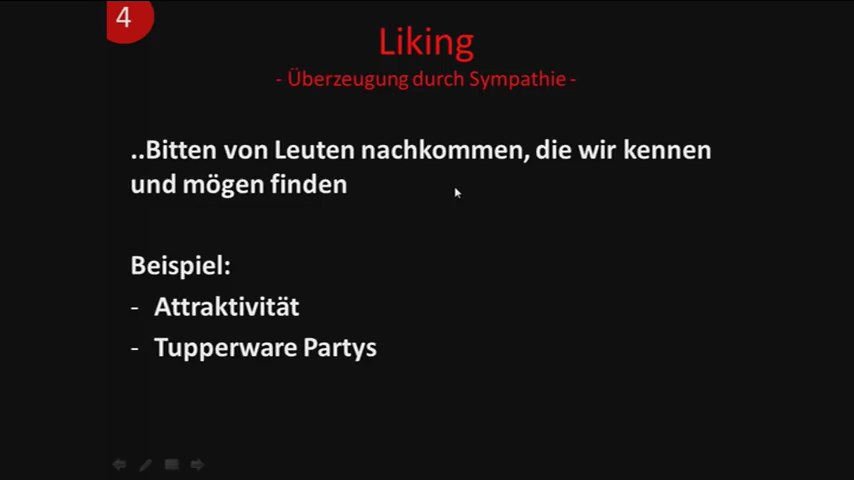 4
Liking
- Überzeugung durch Sympathie -
..Bitten von Leuten nachkommen, die wir kennen
und mögen finden
Beispiel:
- Attraktivität
- Tupperware Partys